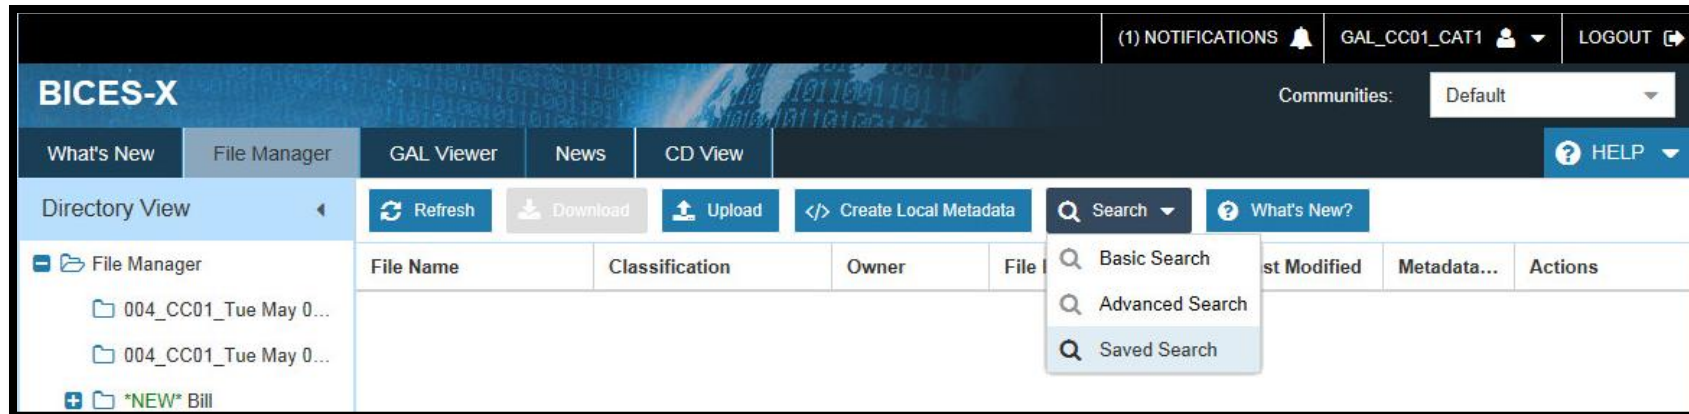 (1) NOTIFICATIONS GAL_CC01_CAT1 LOGOUT
BICES-X
Communities: Default
What's New File Manager GAL Viewer News CD View HELP
Directory View
Refresh Download Upload </> Create Local Metadata Search What's New?
File Manager
File Name Classification Owner File st Modified Metadata... Actions
Basic Search
Advanced Search
Saved Search
004_CC01_Tue May 0...
004_CC01_Tue May 0...
*NEW* Bill